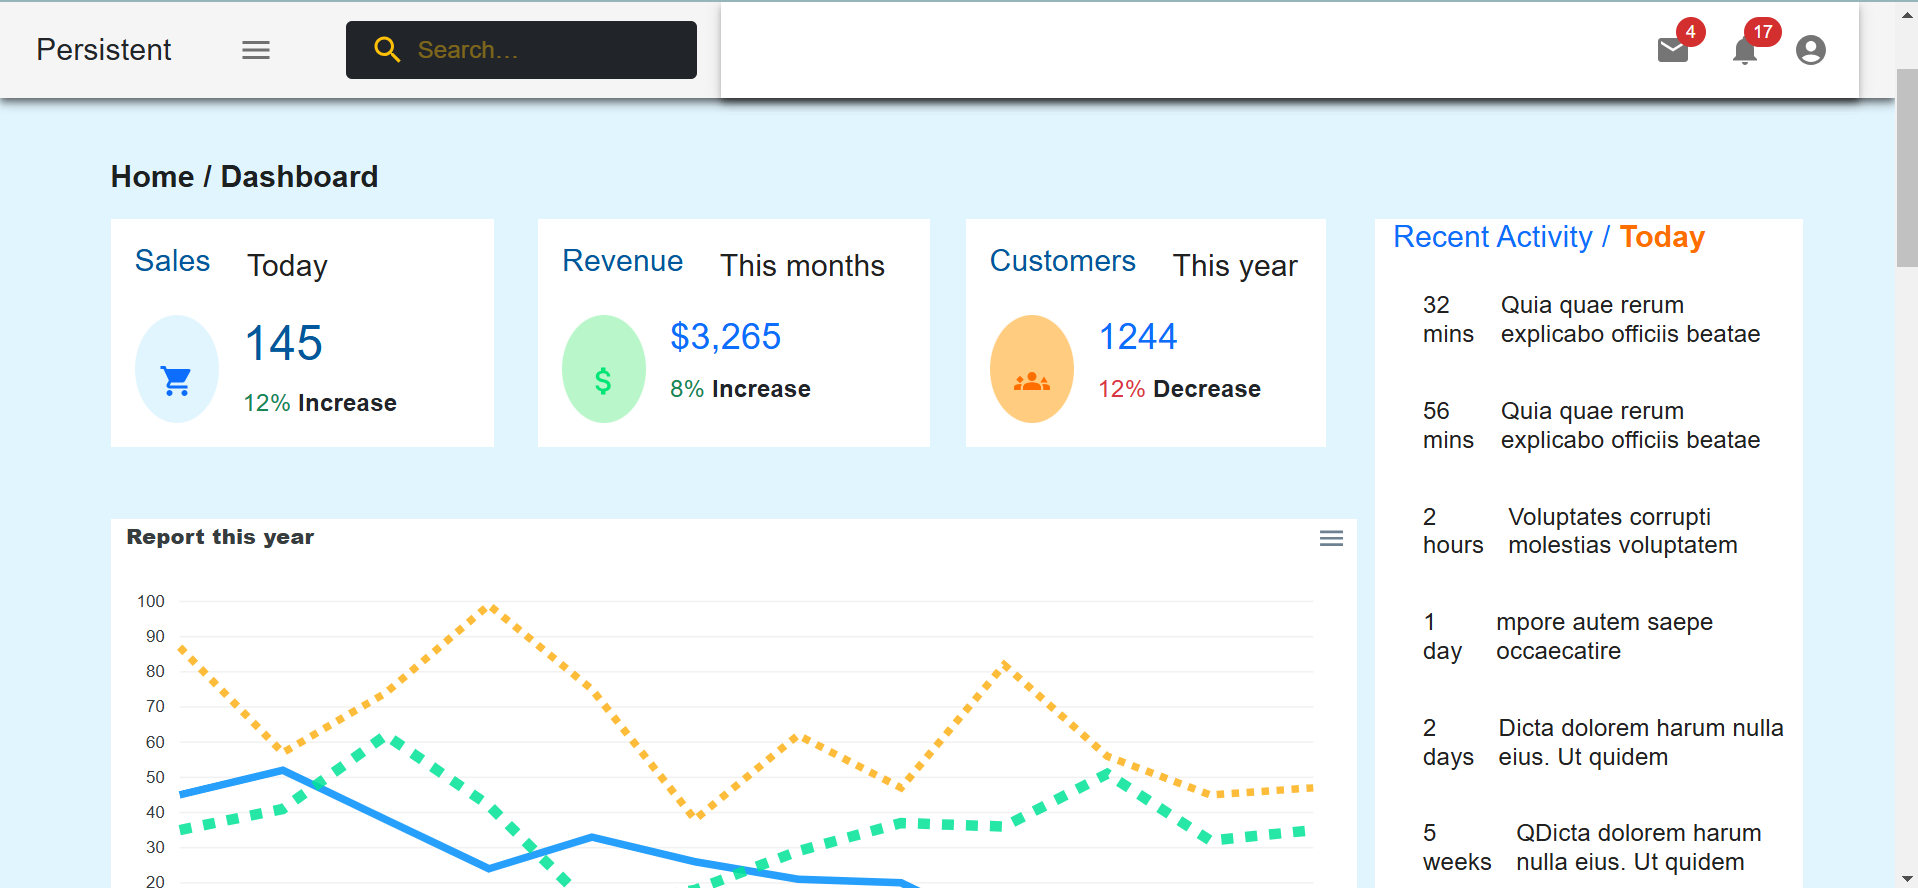 Persistent
Search…
4
17
Home / Dashboard
Sales
Today
145
12% Increase
Revenue
This months
$3,265
8% Increase
Customers
This year
1244
12% Decrease
Recent Activity / Today
32
mins
Quia quae rerum
explicabo officiis beatae
56
mins
Quia quae rerum
explicabo officiis beatae
2
hours
Voluptates corrupti
molestias voluptatem
1
day
mpore autem saepe
occaecatire
2
days
Dicta dolorem harum nulla
eius. Ut quidem
5
weeks
QDicta dolorem harum
nulla eius. Ut quidem
Report this year
100
90
80
70
60
50
40
30
20